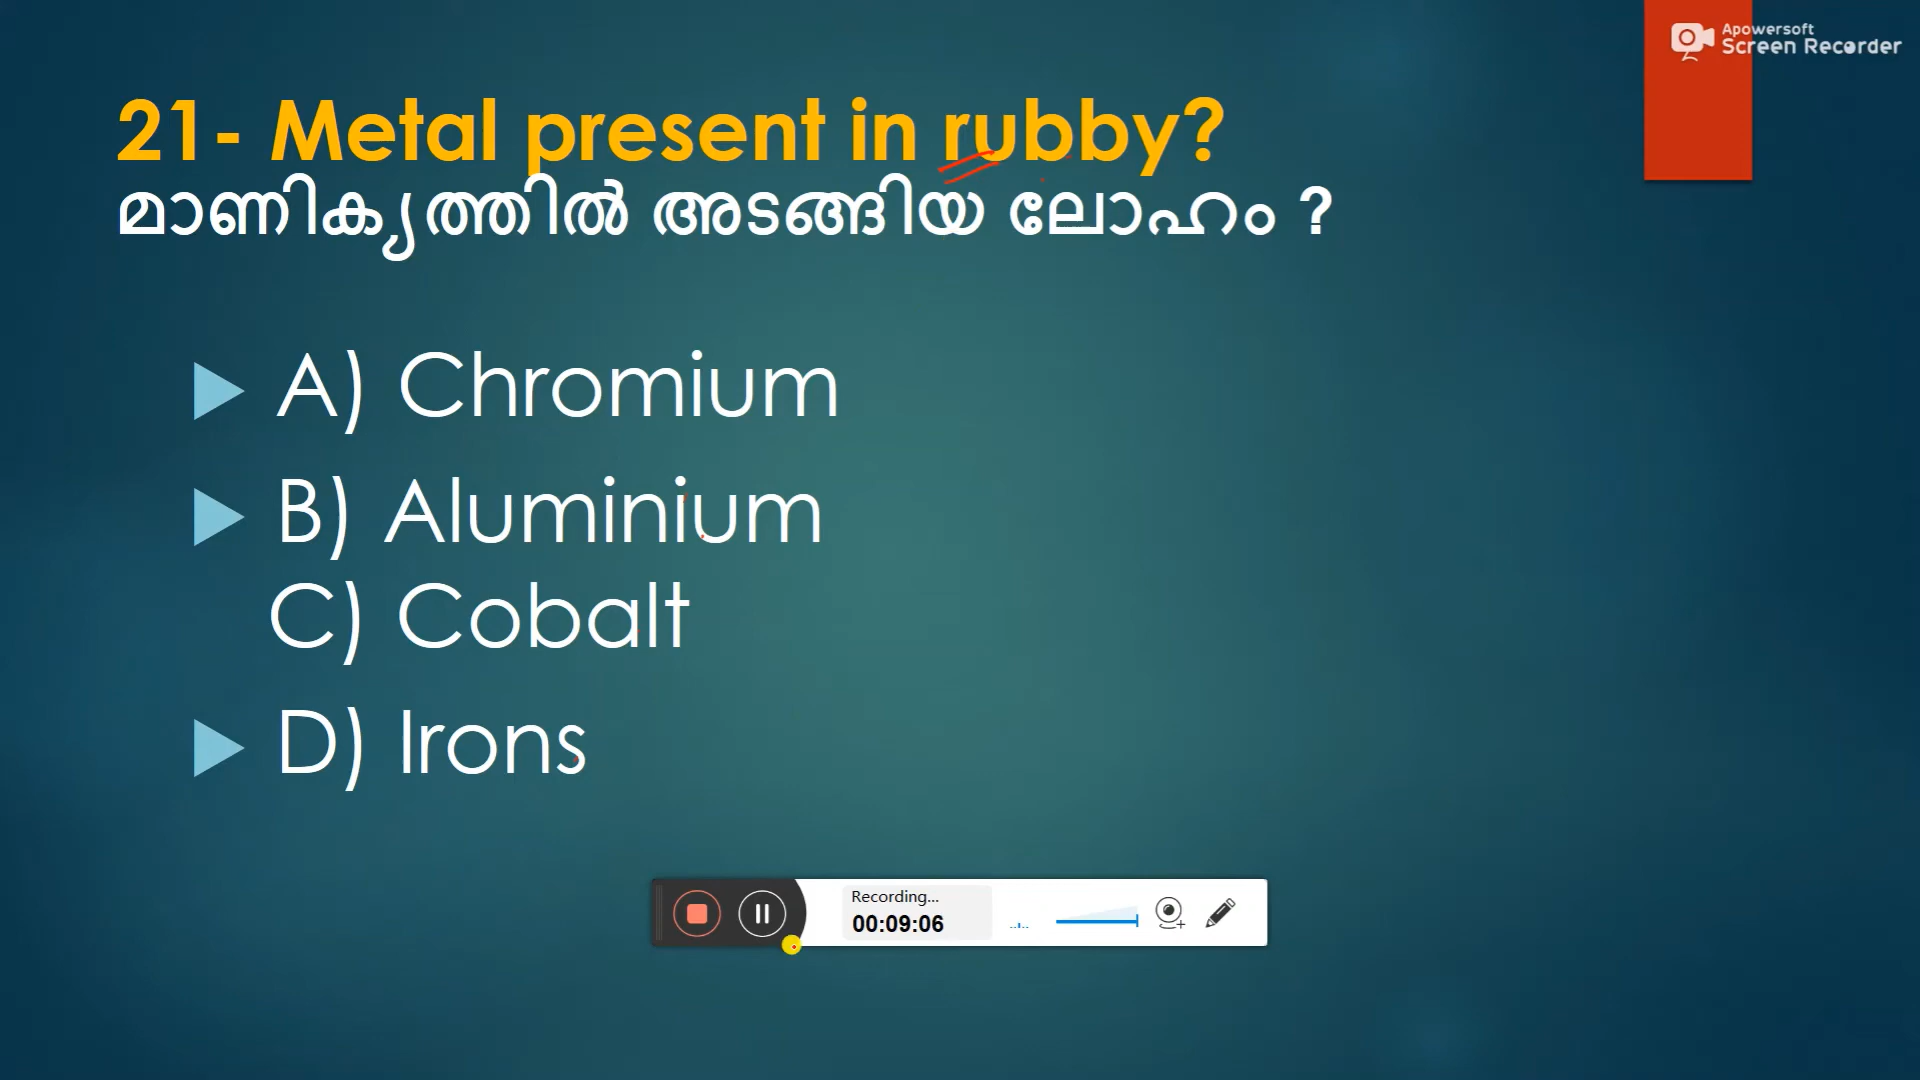 Apowersoft
Screen Recorder
21- Metal present in rubby?
മാണിക്യത്തിൽ അടങ്ങിയ ലോഹം ?
A) Chromium
B) Aluminium
C) Cobalt
D) Irons
Recording...
00:09:06